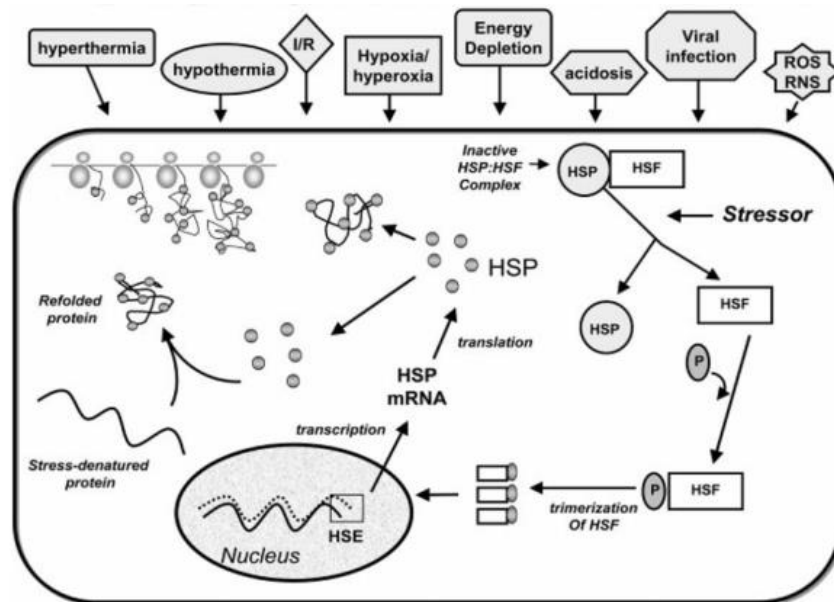 hyperthermia
hypothermia
I/R
Hypoxia/
hyperoxia
Energy
Depletion
acidosis
Viral
infection
ROS
RNS
Inactive
HSP:HSF
Complex
HSP
HSF
Stressor
HSP
HSP
HSF
Refolded
protein
translation
P
HSP
mRNA
transcription
Stress-denatured
protein
P
HSF
trimerization
Of HSF
HSE
Nucleus